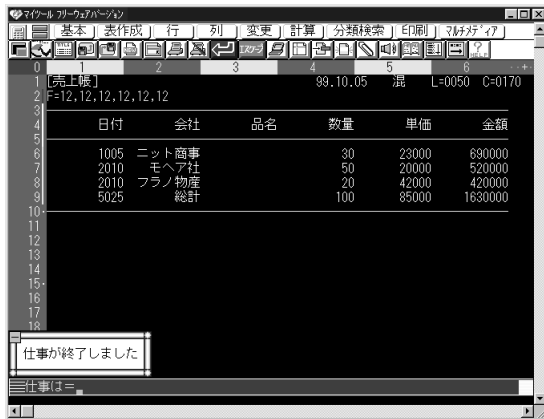 マイツール フリーウェアバージョン
基本 表作成 行 列 変更 計算 分類検索 印刷 マルチメディア
0 1 2 3 4 5 6
1 [売上帳] 99.10.05 混 L=0050 C=0170
2 F=12,12,12,12,12,12
3
4 日付 会社 品名 数量 単価 金額
5
6 1005 ニット商事 30 23000 690000
7 2010 モヘア社 50 20000 520000
8 2010 フラノ物産 20 42000 420000
9 5025 総計 100 85000 1630000
10
11
12
13
14
15
16
17
18
仕事が終了しました
仕事は=